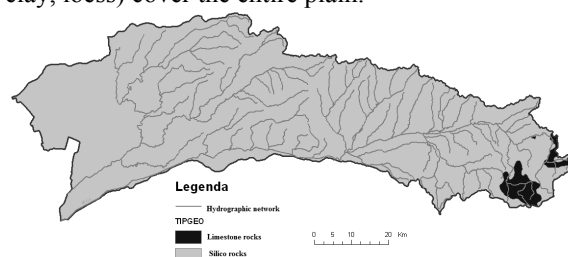 clay, loess) cover the entire plain.
Legenda
Hydrographic network
TIPGEO
Limestone rocks
Silico rocks
0 5 10 20 Km